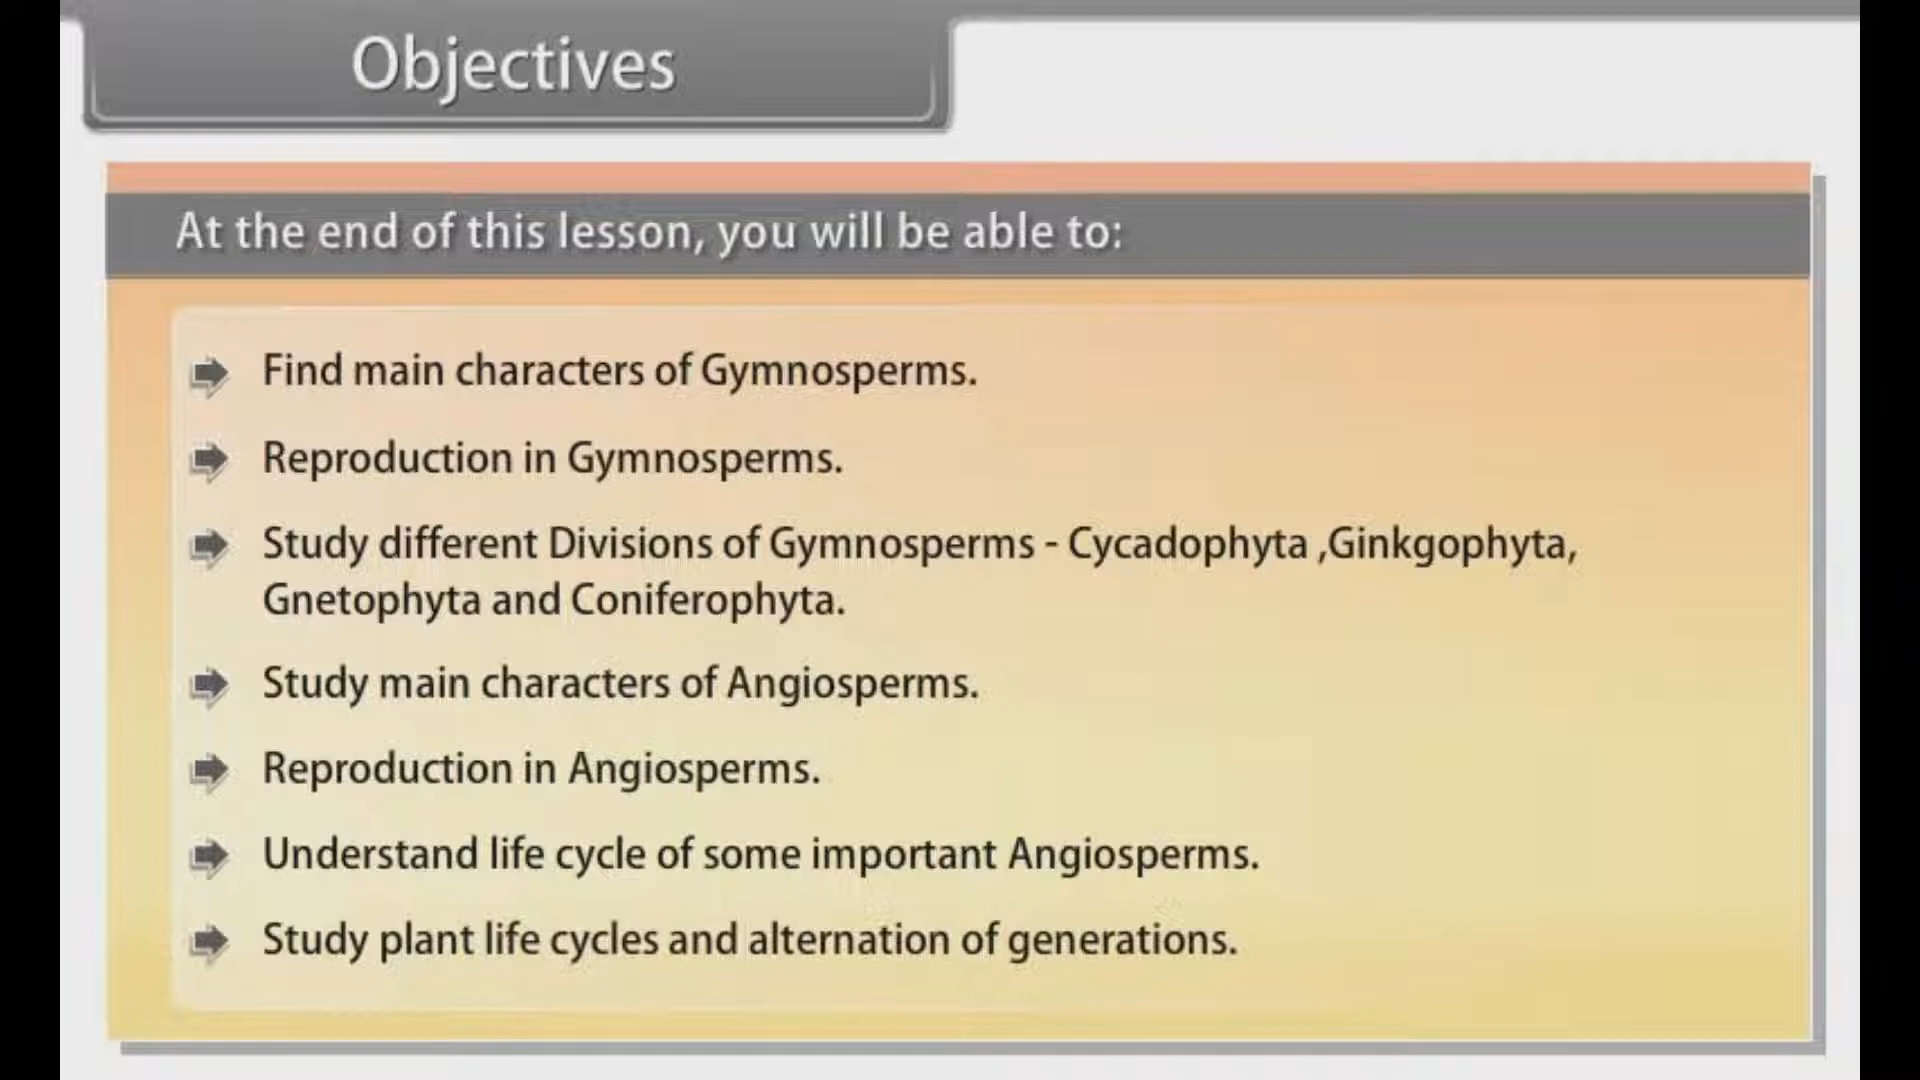 Objectives
At the end of this lesson, you will be able to:
Find main characters of Gymnosperms.
Reproduction in Gymnosperms.
Study different Divisions of Gymnosperms - Cycadophyta ,Ginkgophyta,
Gnetophyta and Coniferophyta.
Study main characters of Angiosperms.
Reproduction in Angiosperms.
Understand life cycle of some important Angiosperms.
Study plant life cycles and alternation of generations.